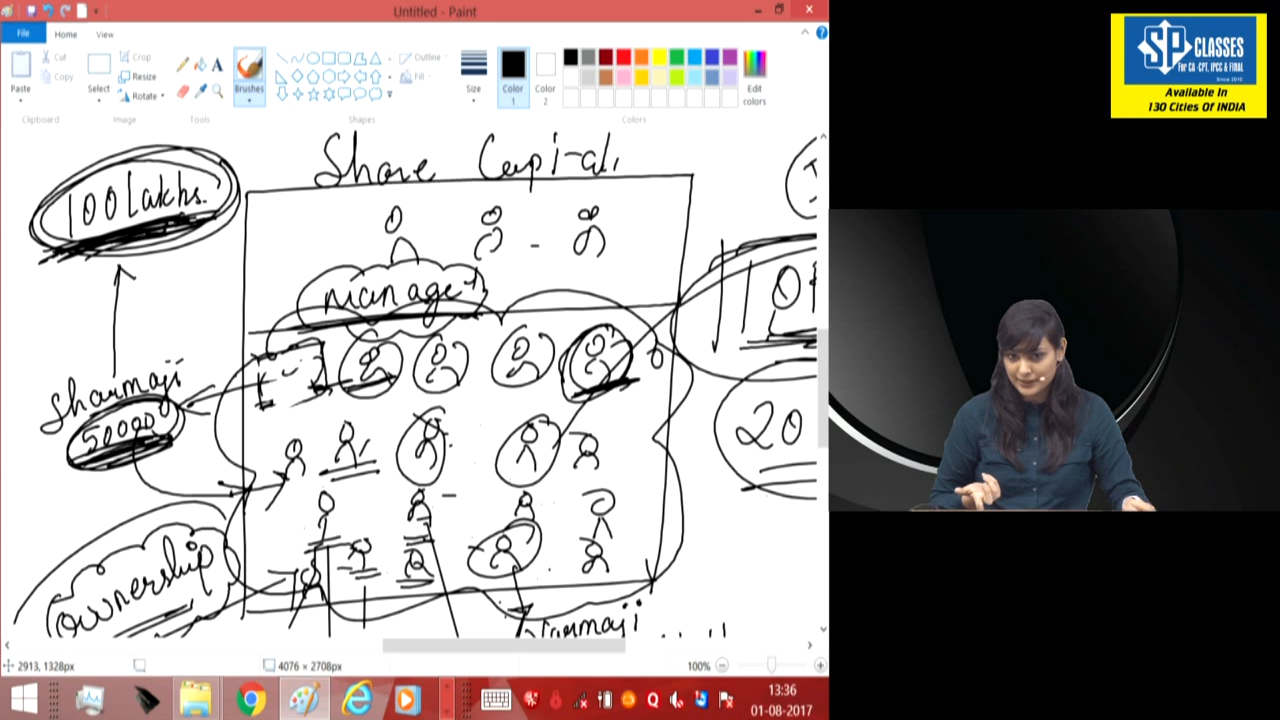 Untitled - Paint
File
Home
View
Paste
Cut
Copy
Clipboard
Select
Crop
Resize
Rotate
Image
Tools
Brushes
Shapes
Outline
Fill
Size
Color 1
Color 2
Colors
Edit colors
SP CLASSES
For CA -CPT, IPCC & FINAL
Since 2010
Available In
130 Cities Of INDIA
Share Capital
100 Lakhs.
manage
Sharmaji
50000
20
ownership
2913, 1328px
4076 × 2708px
100%
13:36
01-08-2017